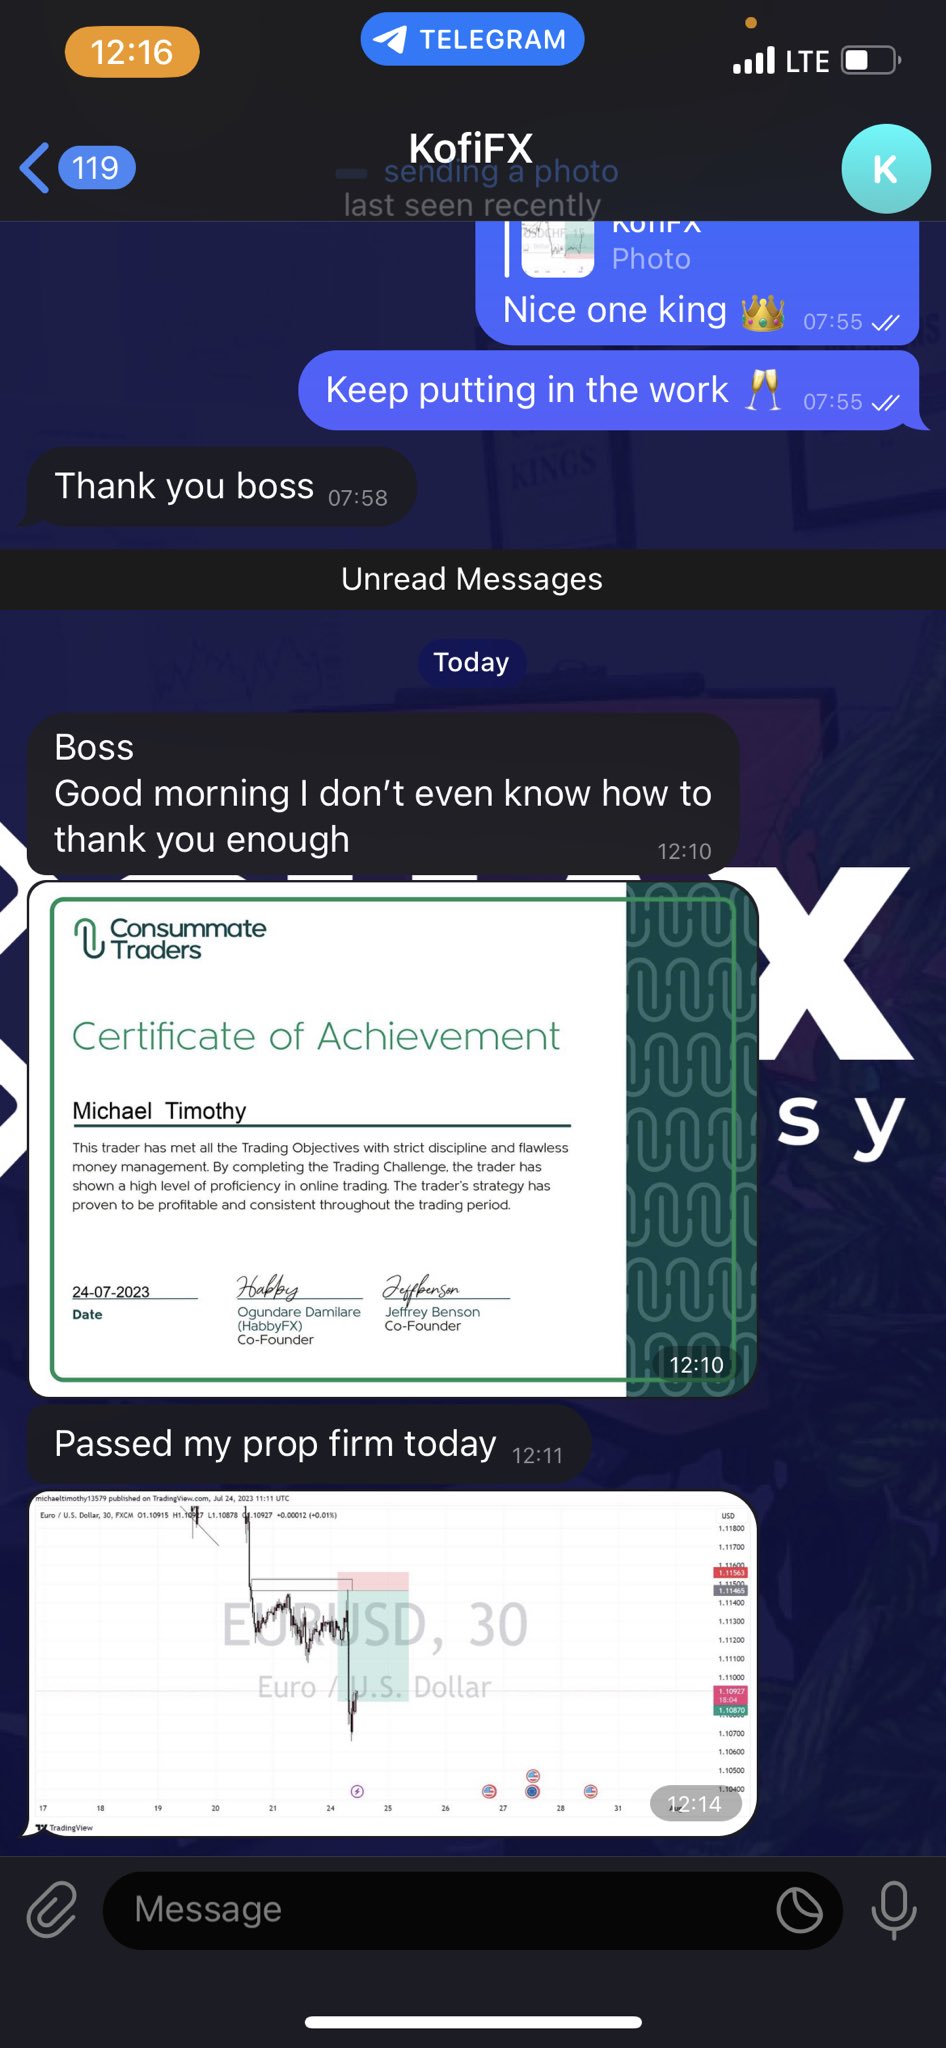 12:16
TELEGRAM
LTE
119
KofiFX
sending a photo
last seen recently
K
KofiFX
Photo
Nice one king 👑 07:55
Keep putting in the work 🥂 07:55
KINGS
Thank you boss 07:58
Unread Messages
Today
Boss
Good morning I don't even know how to
thank you enough 12:10
X
sy
Consummate
Traders
Certificate of Achievement
Michael Timothy
This trader has met all the Trading Objectives with strict discipline and flawless
money management. By completing the Trading Challenge, the trader has
shown a high level of proficiency in online trading. The trader's strategy has
proven to be profitable and consistent throughout the trading period.
24-07-2023
Date
Habby
Ogundare Damilare
(HabbyFX)
Co-Founder
Jeffbenson
Jeffrey Benson
Co-Founder
12:10
Passed my prop firm today 12:11
michaeltimothy13579 published on TradingView.com, Jul 24, 2023 11:11 UTC
Euro / U.S. Dollar, 30, FXCM O1.10915 H1.10927 L1.10878 C1.10927 +0.00012 (+0.01%)
USD
1.11800
1.11700
1.11600
1.11563
1.11500
1.11465
1.11400
1.11300
1.11200
1.11100
1.11000
1.10927
18:04
1.10870
1.10700
1.10600
1.10500
1.10400
EURUSD, 30
Euro / U.S. Dollar
17 18 19 20 21 24 25 26 27 28 31
12:14
TradingView
Message